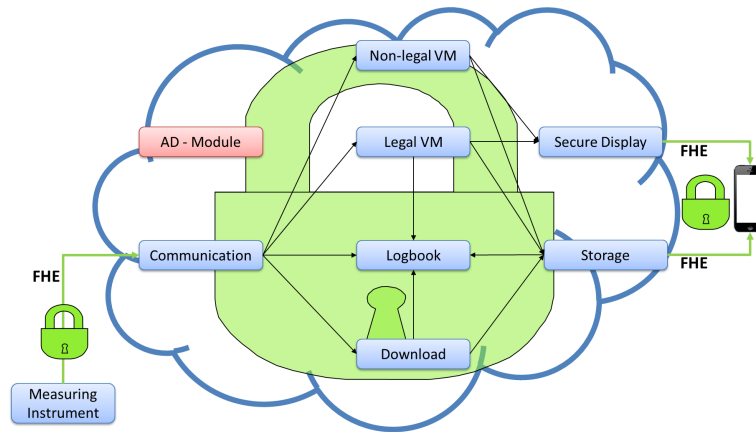 Non-legal VM
AD - Module
Legal VM
Secure Display
FHE
Communication
Logbook
Storage
FHE
FHE
Download
Measuring
Instrument